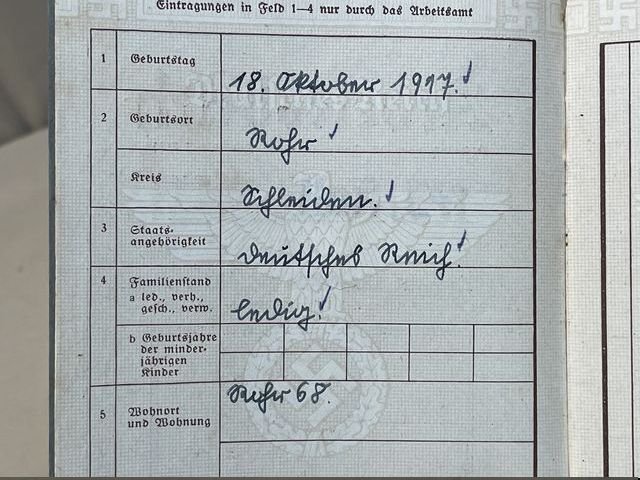 Eintragungen in Feld 1—4 nur durch das Arbeitsamt
1 Geburtstag 18. Oktober 1917.
2 Geburtsort Rohr
Kreis Schleiden.
3 Staats-
angehörigkeit Deutsches Reich.
4 Familienstand
a led., verh.,
gesch., verw. ledig.
b Geburtsjahre
der minder-
jährigen
Kinder
5 Wohnort
und Wohnung Rohr 68.